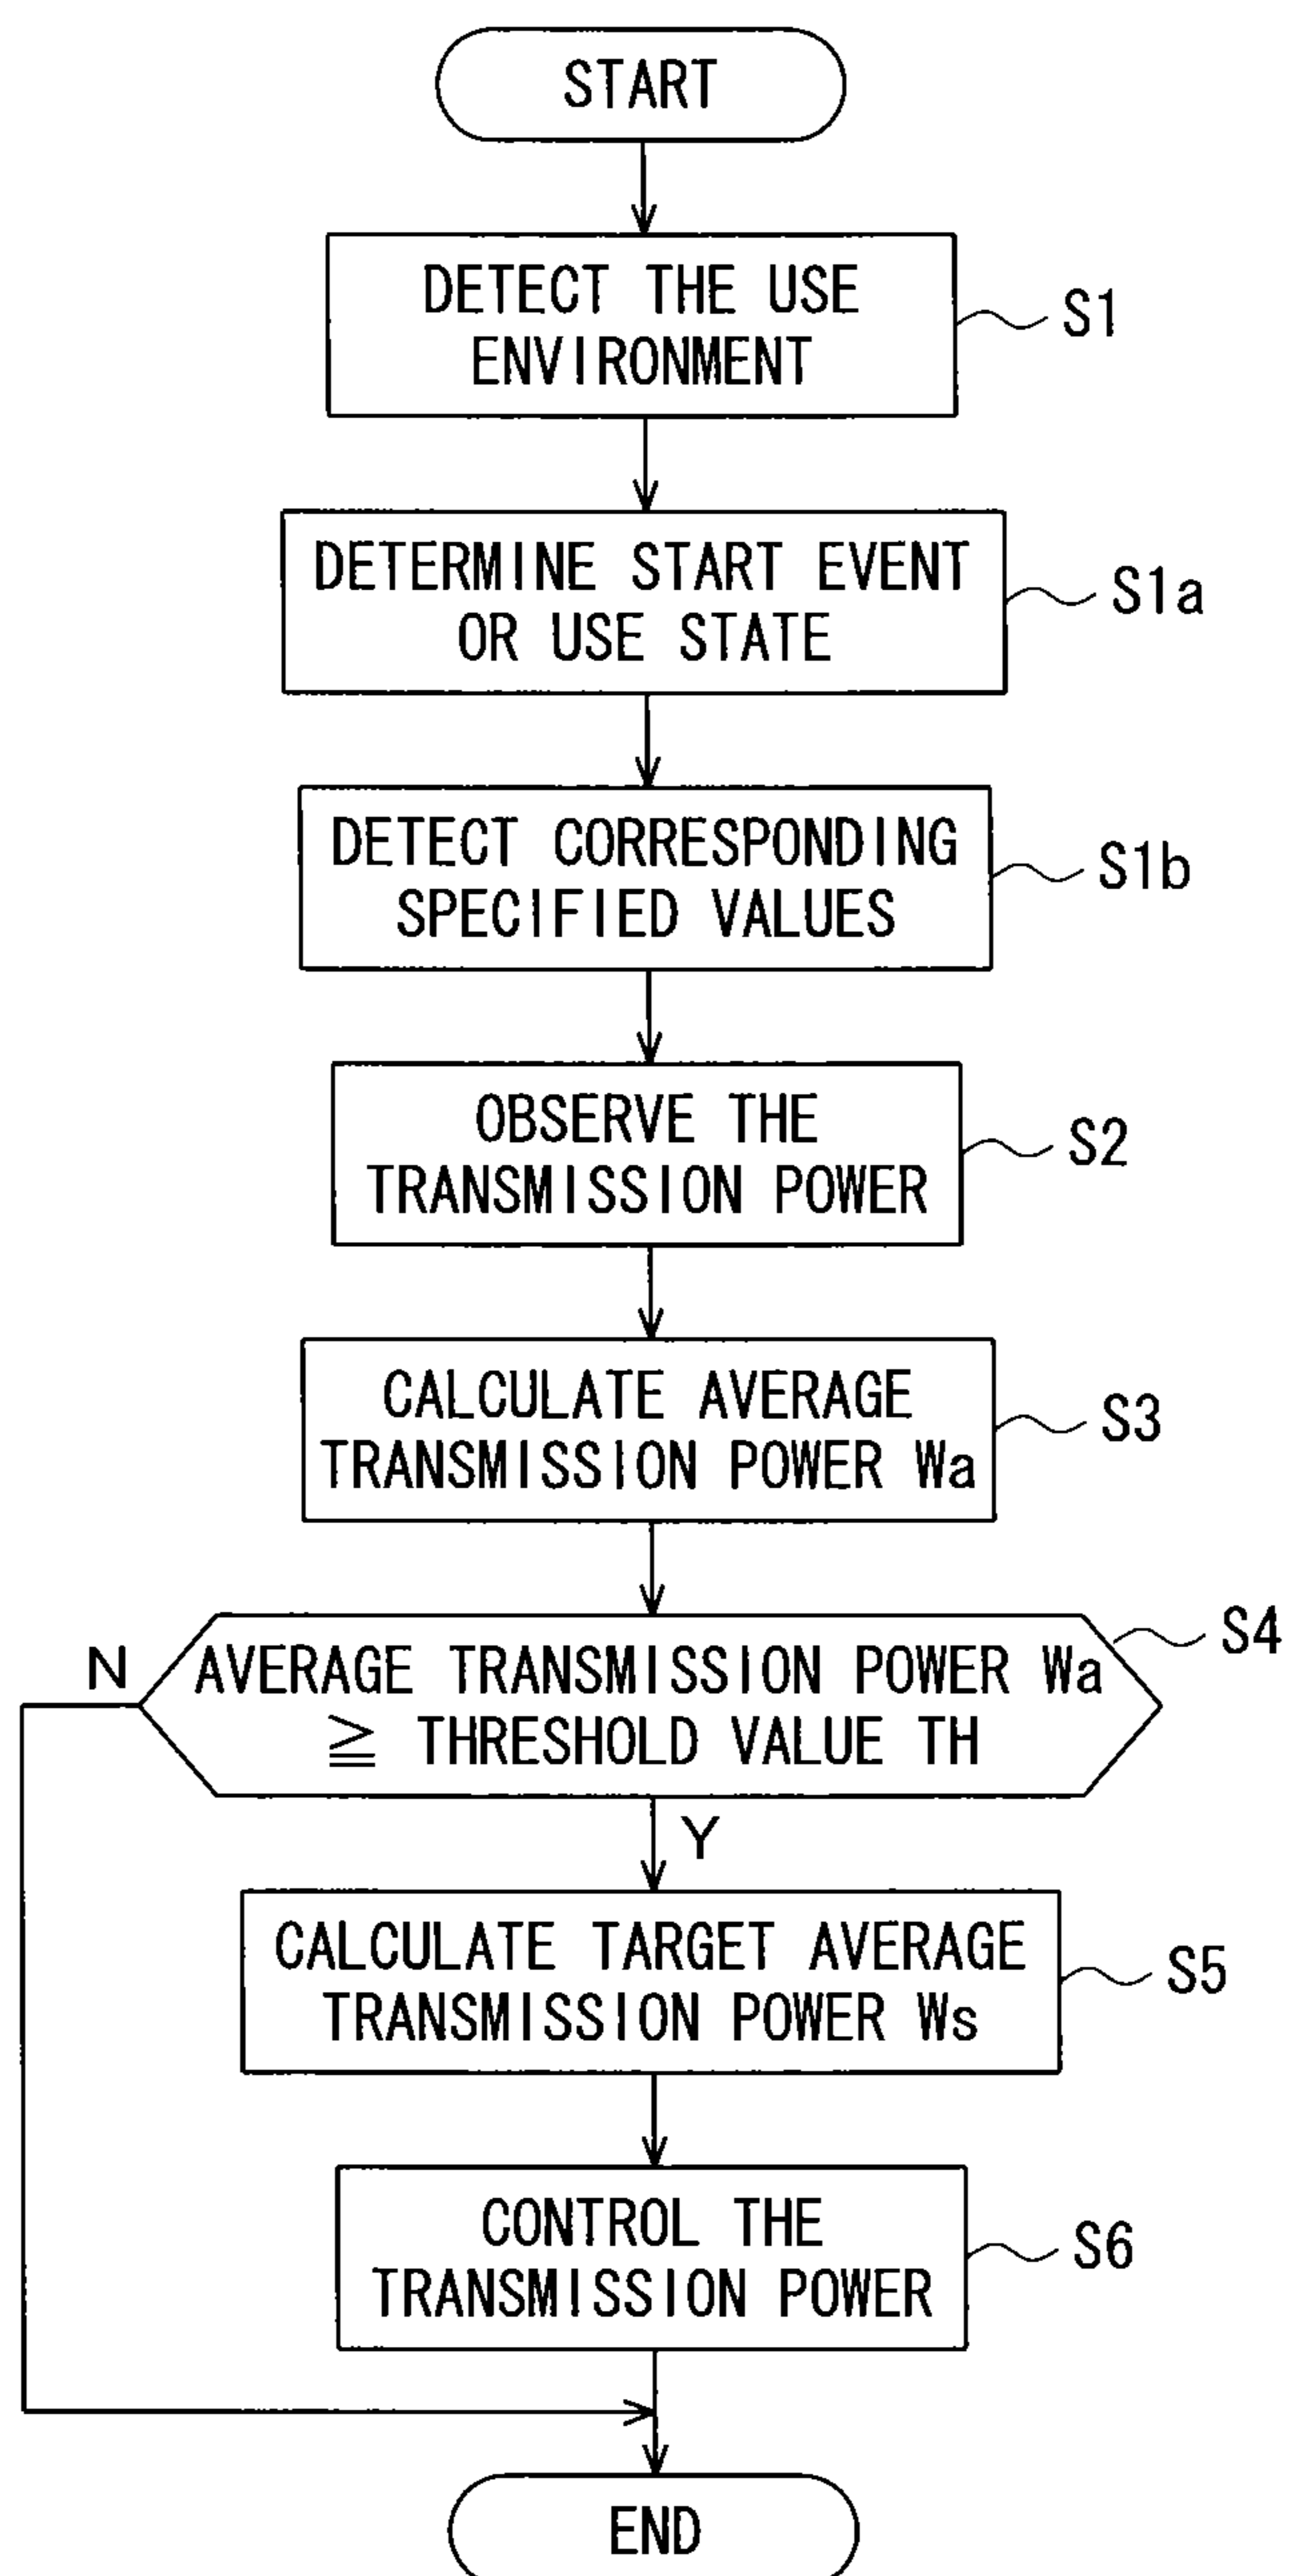 START
DETECT THE USE
ENVIRONMENT
S1
DETERMINE START EVENT
OR USE STATE
S1a
DETECT CORRESPONDING
SPECIFIED VALUES
S1b
OBSERVE THE
TRANSMISSION POWER
S2
CALCULATE AVERAGE
TRANSMISSION POWER Wa
S3
AVERAGE TRANSMISSION POWER Wa
≧ THRESHOLD VALUE TH
S4
N
Y
CALCULATE TARGET AVERAGE
TRANSMISSION POWER Ws
S5
CONTROL THE
TRANSMISSION POWER
S6
END